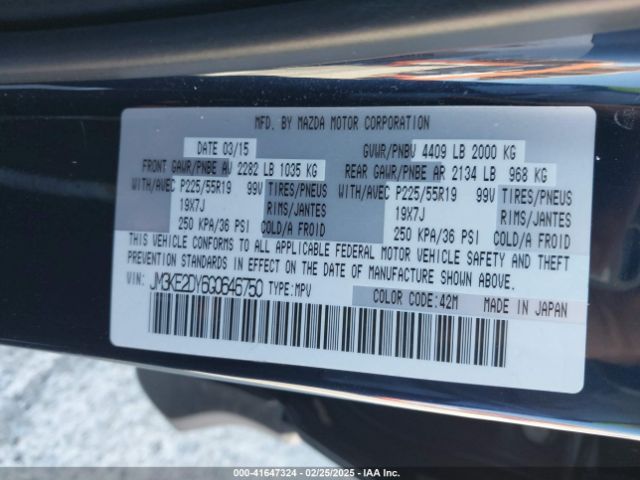 MFD. BY MAZDA MOTOR CORPORATION
DATE 03/15 GVWR/PNBV 4409 LB 2000 KG
FRONT GAWR/PNBE AV 2282 LB 1035 KG REAR GAWR/PNBE AR 2134 LB 968 KG
WITH/AVEC P225/55R19 99V TIRES/PNEUS WITH/AVEC P225/55R19 99V TIRES/PNEUS
19X7J RIMS/JANTES 19X7J RIMS/JANTES
250 KPA/36 PSI COLD/A FROID 250 KPA/36 PSI COLD/A FROID
THIS VEHICLE CONFORMS TO ALL APPLICABLE FEDERAL MOTOR VEHICLE SAFETY AND THEFT
PREVENTION STANDARDS IN EFFECT ON THE DATE OF MANUFACTURE SHOWN ABOVE.
VIN: JM3KE2DY6G0646750 TYPE:MPV COLOR CODE:42M MADE IN JAPAN
000-41647324 - 02/25/2025 - IAA Inc.